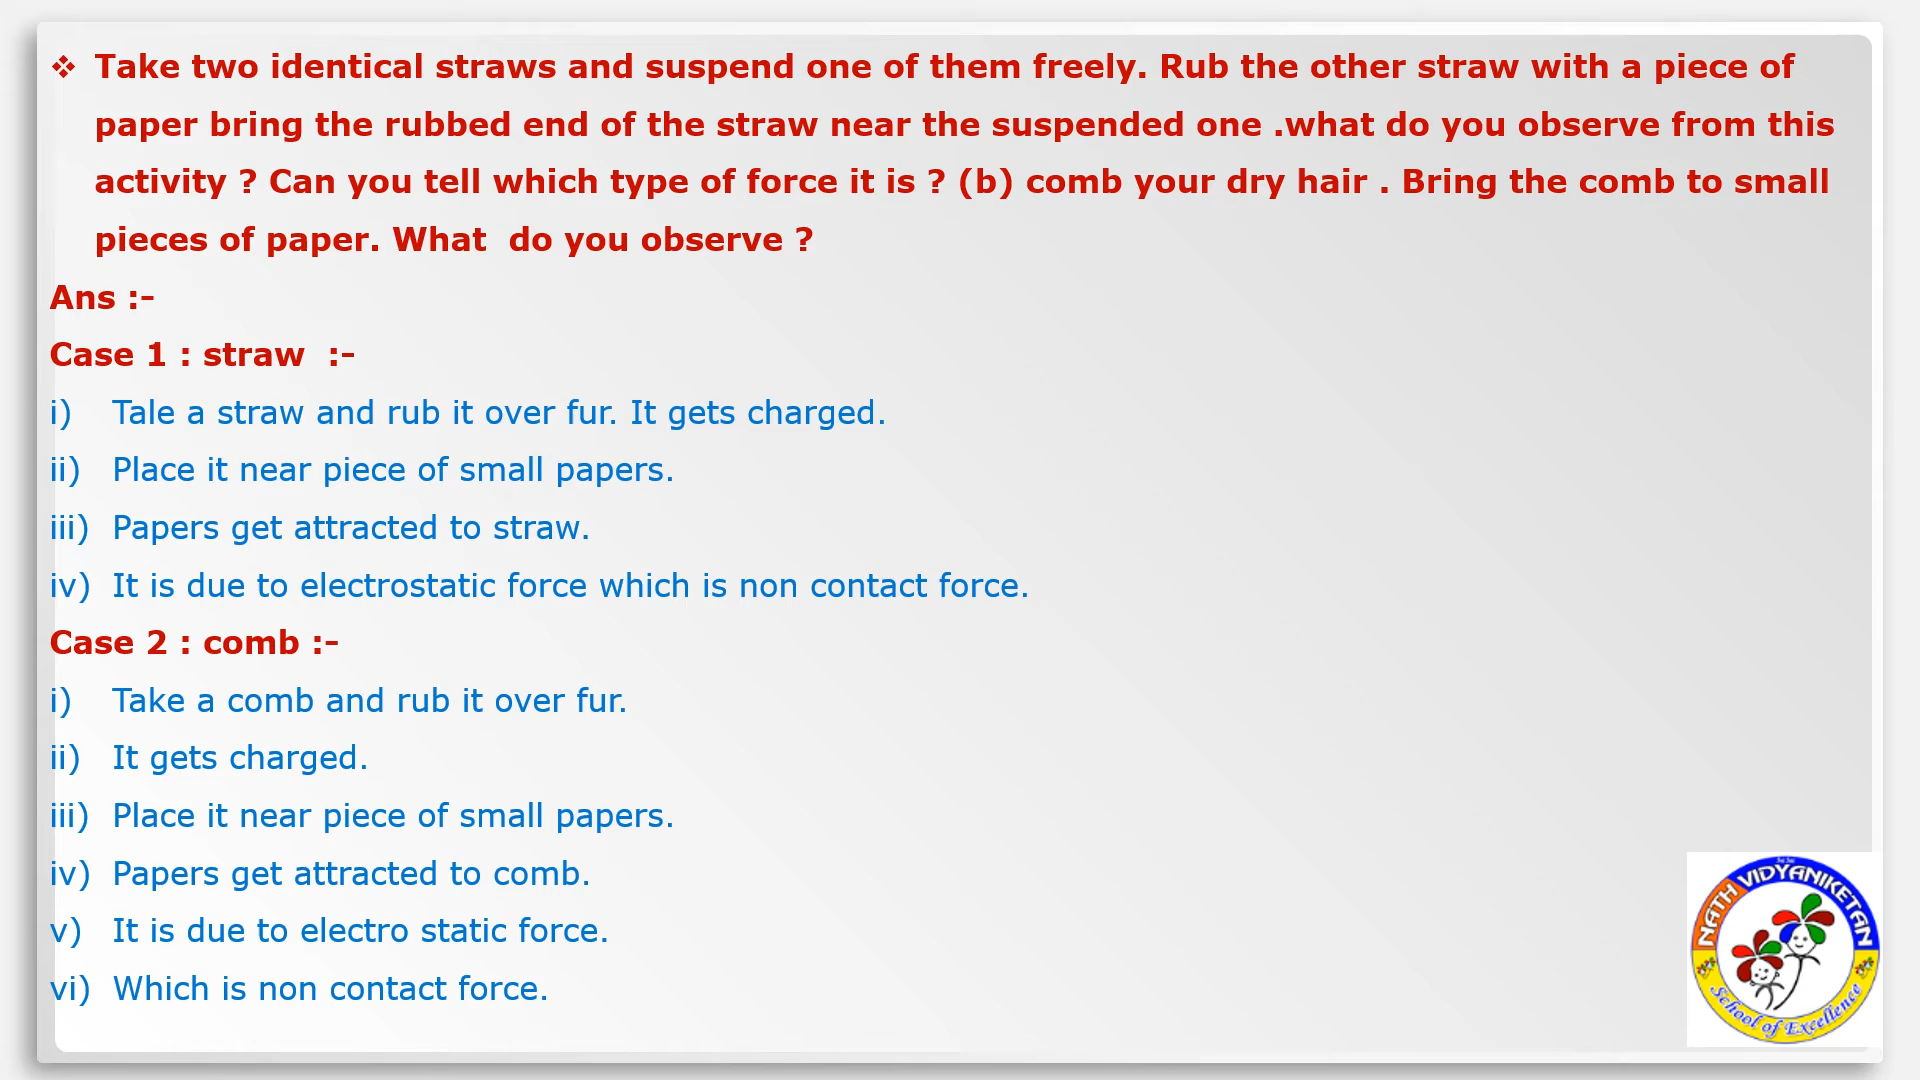 ❖ Take two identical straws and suspend one of them freely. Rub the other straw with a piece of
paper bring the rubbed end of the straw near the suspended one .what do you observe from this
activity ? Can you tell which type of force it is ? (b) comb your dry hair . Bring the comb to small
pieces of paper. What  do you observe ?
Ans :-
Case 1 : straw  :-
i) Tale a straw and rub it over fur. It gets charged.
ii) Place it near piece of small papers.
iii) Papers get attracted to straw.
iv) It is due to electrostatic force which is non contact force.
Case 2 : comb :-
i) Take a comb and rub it over fur.
ii) It gets charged.
iii) Place it near piece of small papers.
iv) Papers get attracted to comb.
v) It is due to electro static force.
vi) Which is non contact force.
NATH VIDYANIKETAN
School of Excellence